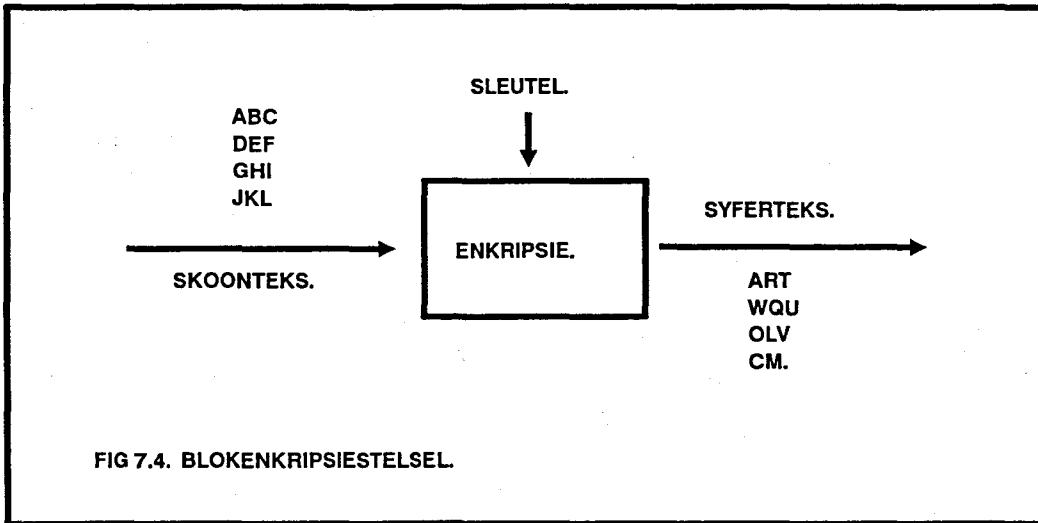 SLEUTEL.
ABC
DEF
GHI
JKL
SKOONTEKS.
ENKRIPSIE.
SYFERTEKS.
ART
WQU
OLV
CM.
FIG 7.4. BLOKENKRIPSIESTELSEL.